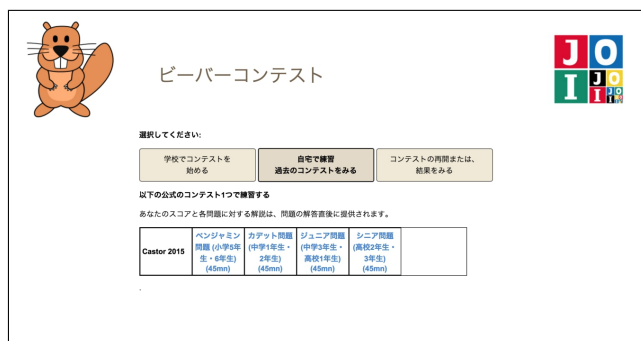 ビーバーコンテスト
JO
I JO
I I JO
I I
選択してください:
学校でコンテストを
始める
自宅で練習
過去のコンテストをみる
コンテストの再開または、
結果をみる
以下の公式のコンテスト1つで練習する
あなたのスコアと各問題に対する解説は、問題の解答直後に提供されます。
Castor 2015
ベンジャミン
問題 (小学5年
生・6年生)
(45mn)
カデット問題
(中学1年生・
2年生)
(45mn)
ジュニア問題
(中学3年生・
高校1年生)
(45mn)
シニア問題
(高校2年生・
3年生)
(45mn)
.